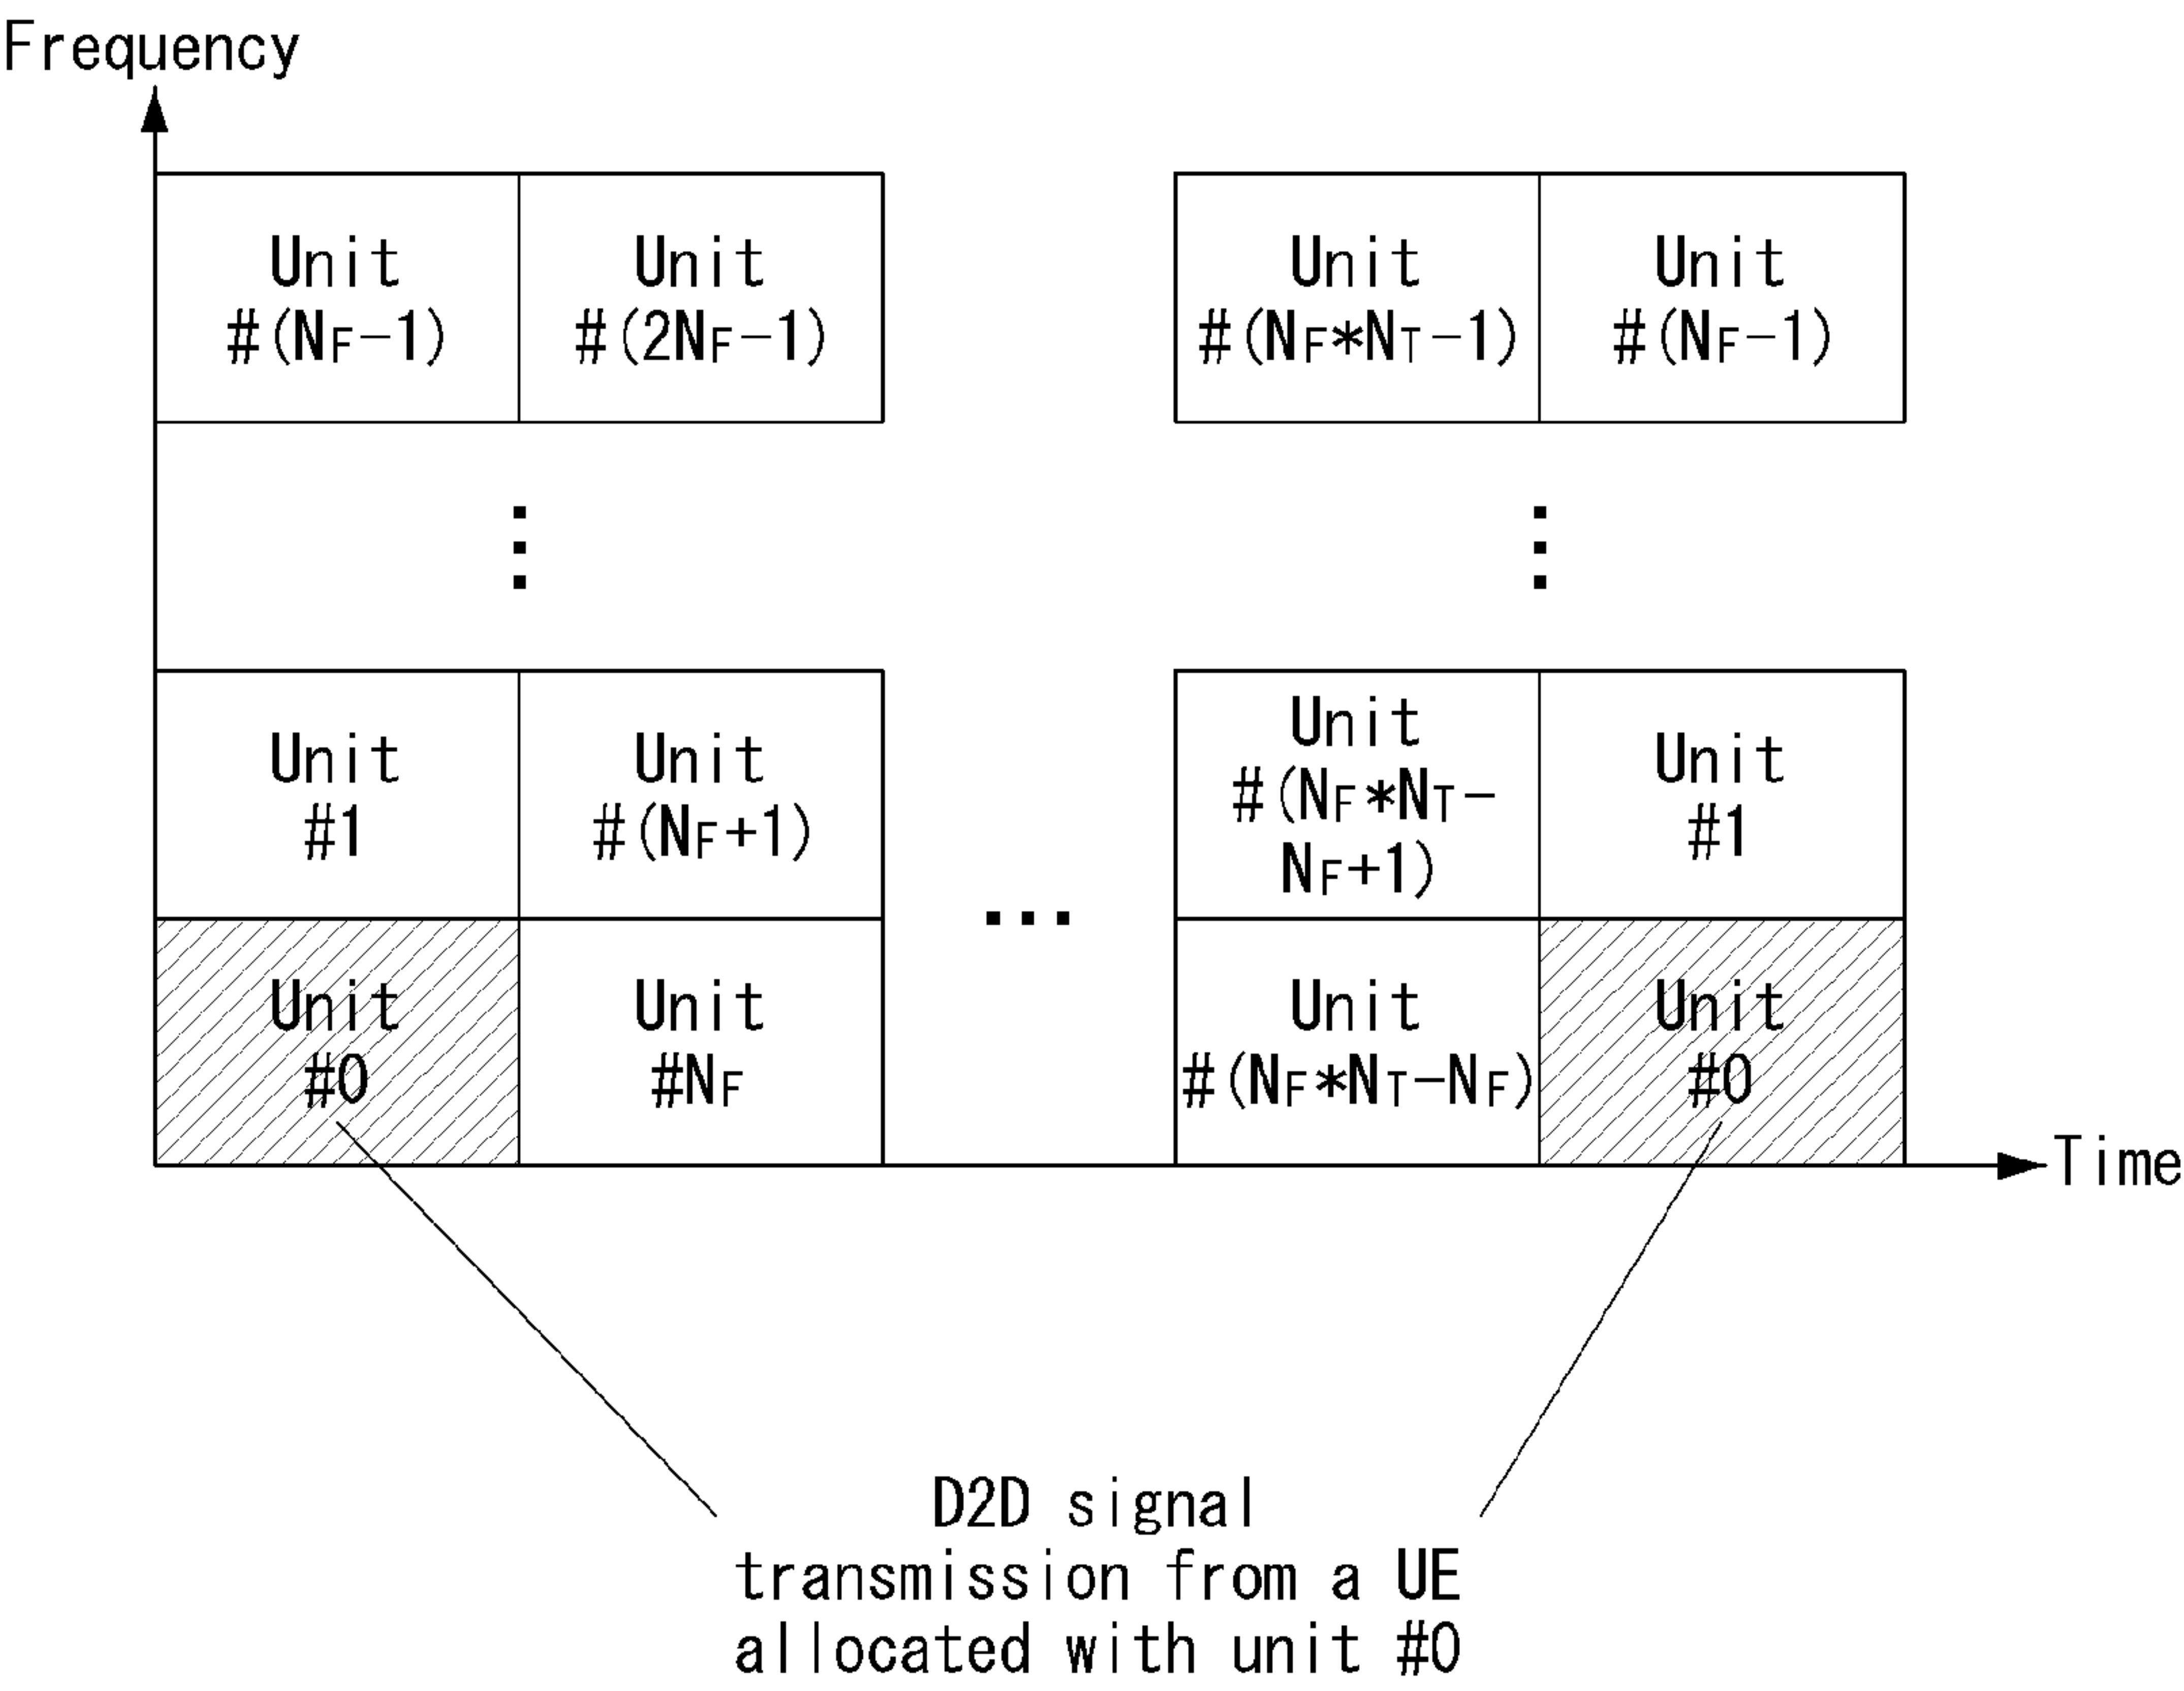 Frequency
Unit
#(NF-1)
Unit
#(2NF-1)
Unit
#(NF*NT-1)
Unit
#(NF-1)
Unit
#1
Unit
#(NF+1)
Unit
#(NF*NT-
NF+1)
Unit
#1
...
Unit
#0
Unit
#NF
Unit
#(NF*NT-NF)
Unit
#0
Time
D2D signal
transmission from a UE
allocated with unit #0